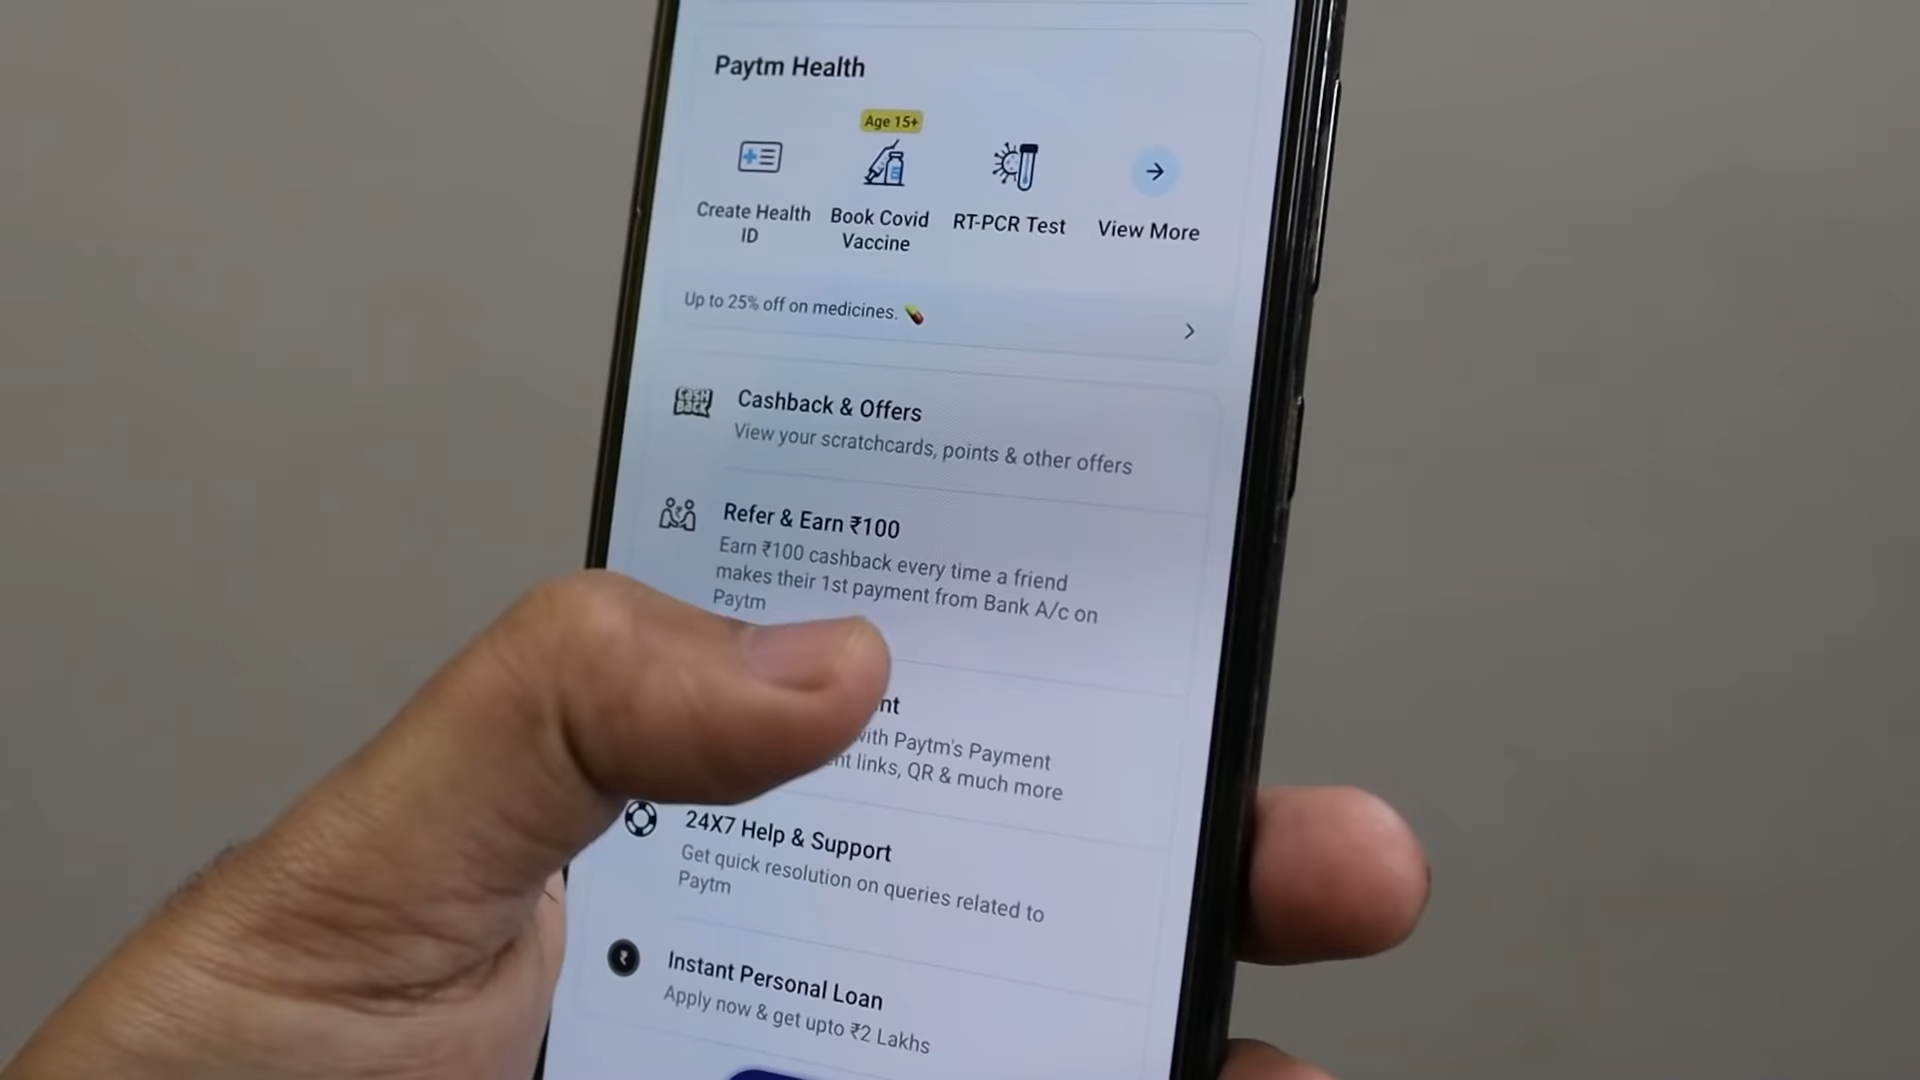 Paytm Health
Age 15+
Create Health
ID
Book Covid
Vaccine
RT-PCR Test
View More
Up to 25% off on medicines.
CASH
BACK
Cashback & Offers
View your scratchcards, points & other offers
Refer & Earn ₹100
Earn ₹100 cashback every time a friend
makes their 1st payment from Bank A/c on
Paytm
with Paytm's Payment
links, QR & much more
24X7 Help & Support
Get quick resolution on queries related to
Paytm
₹
Instant Personal Loan
Apply now & get upto ₹2 Lakhs